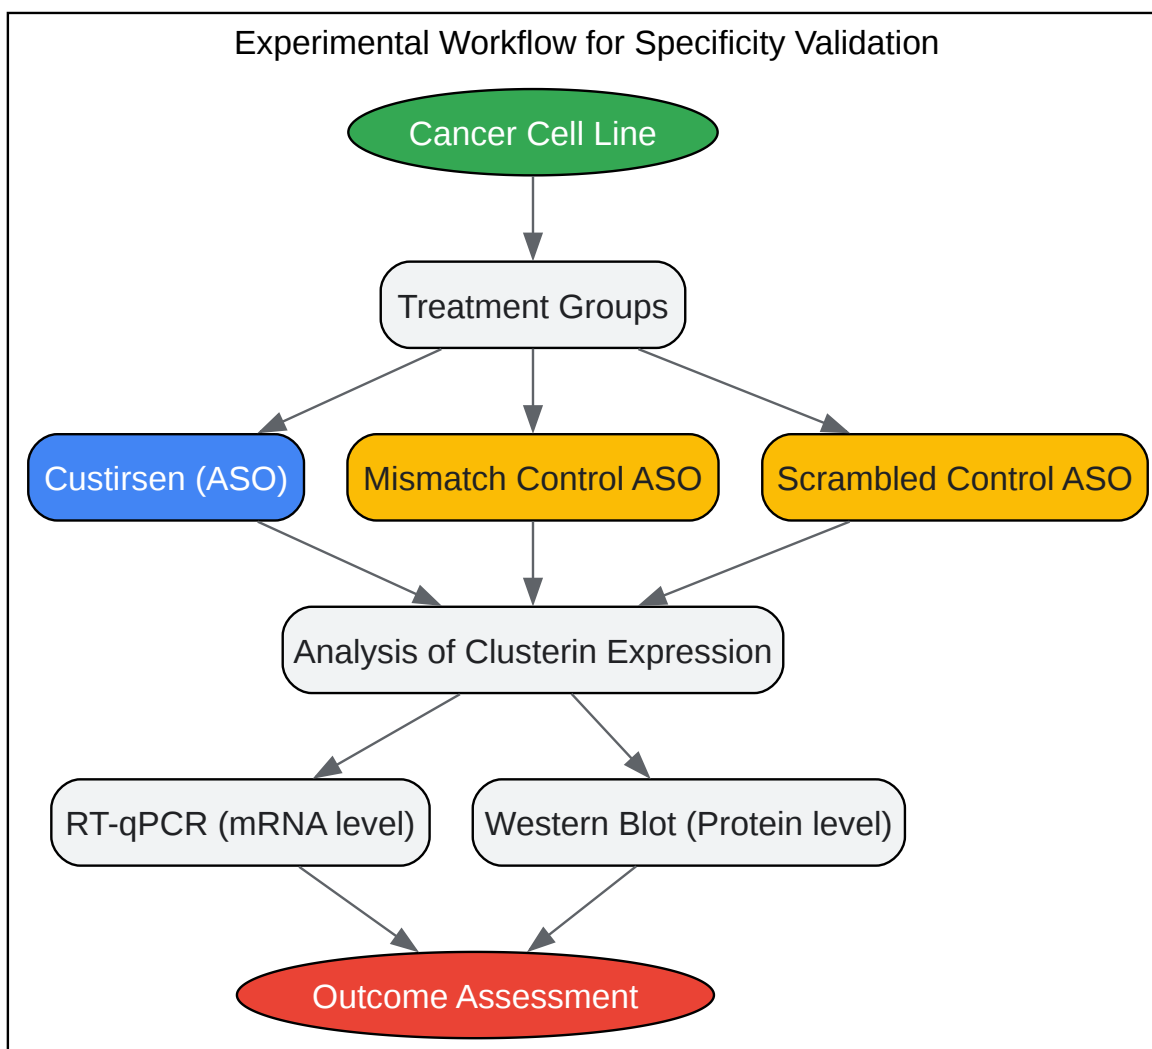 Experimental Workflow for Specificity Validation
Cancer Cell Line
Treatment Groups
Custirsen (ASO)
Mismatch Control ASO
Scrambled Control ASO
Analysis of Clusterin Expression
RT-qPCR (mRNA level)
Western Blot (Protein level)
Outcome Assessment